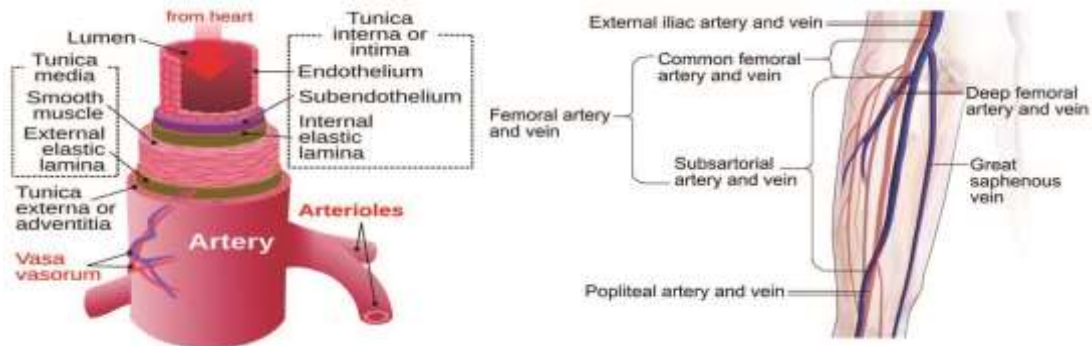 from heart
Lumen
Tunica
interna or
intima
Endothelium
Subendothelium
Internal
elastic
lamina
Tunica
media
Smooth
muscle
External
elastic
lamina
Tunica
externa or
adventitia
Vasa
vasorum
Artery
Arterioles
External iliac artery and vein
Common femoral
artery and vein
Deep femoral
artery and vein
Femoral artery
and vein
Subsartorial
artery and vein
Great
saphenous
vein
Popliteal artery and vein